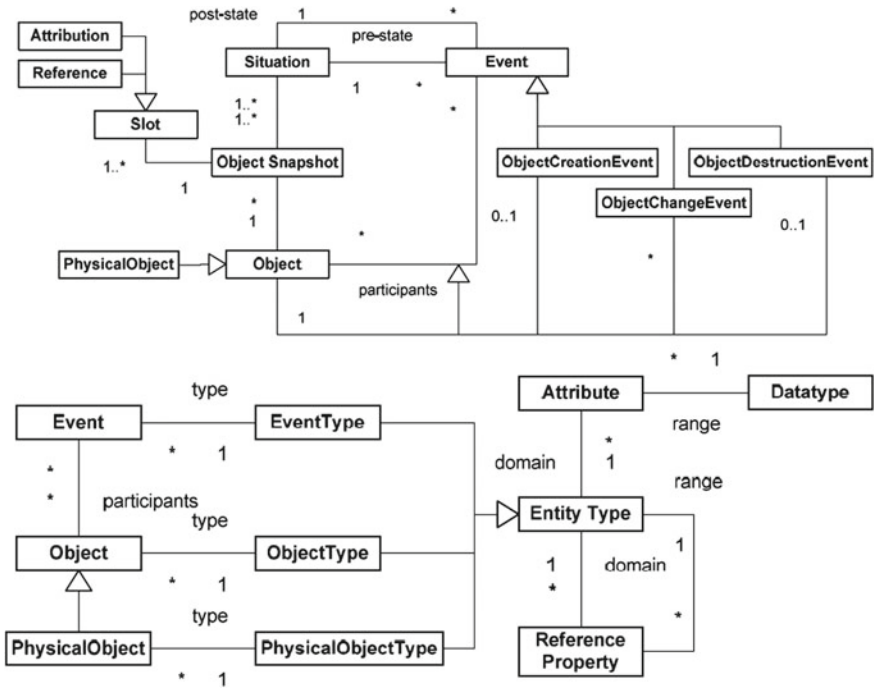 post-state 1 *
Attribution
pre-state
Reference
Situation
Event
1 *
1..*
1..*
*
Slot
Object Snapshot
1..*
1
ObjectCreationEvent
ObjectDestructionEvent
ObjectChangeEvent
*
1
0..1
0..1
*
*
PhysicalObject
Object
participants
1
type
Event
EventType
* 1
*
*
participants
type
Object
ObjectType
* 1
type
PhysicalObject
PhysicalObjectType
* 1
* 1
Attribute
Datatype
range
*
1
domain
range
Entity Type
1
*
domain
1
*
Reference
Property